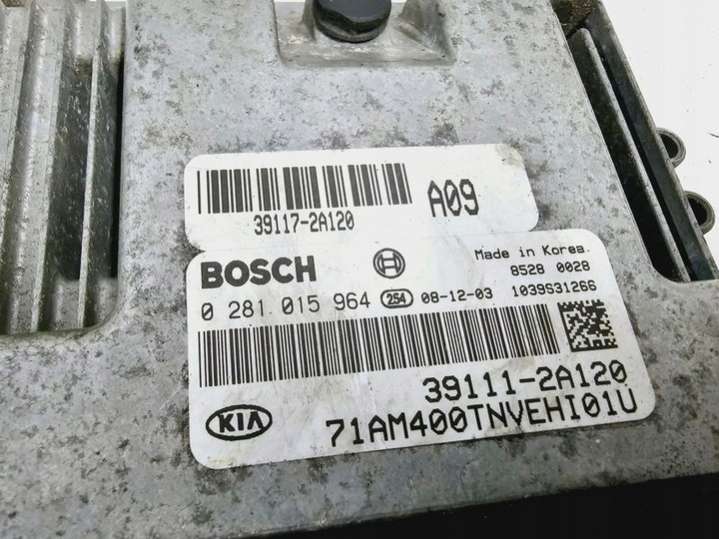 39117-2A120 A09
BOSCH Made in Korea.
8528 0028
0 281 015 964 254 08-12-03 1039S31266
39111-2A120
KIA 71AM400TNVEHI01U